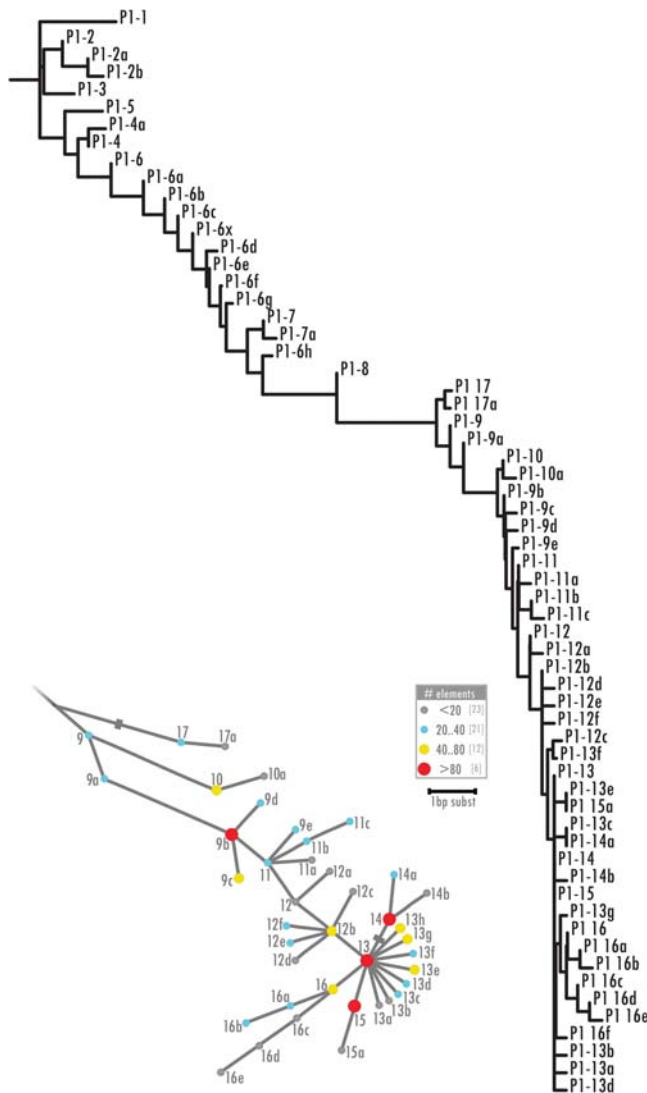 P1-1
P1-2
P1-2a
P1-2b
P1-3
P1-5
P1-4a
P1-4
P1-6
P1-6a
P1-6b
P1-6c
P1-6x
P1-6d
P1-6e
P1-6f
P1-6g
P1-7
P1-7a
P1-6h
P1-8
P1 17
P1 17a
P1-9
P1-9a
P1-10
P1-10a
P1-9b
P1-9c
P1-9d
P1-9e
P1-11
P1-11a
P1-11b
P1-11c
P1-12
P1-12a
P1-12b
P1-12d
P1-12e
P1-12f
P1-12c
P1-13f
P1-13
P1-13e
P1 15a
P1-13c
P1-14a
P1-14
P1-14b
P1-15
P1-13g
P1 16
P1 16a
P1 16b
P1 16c
P1 16d
P1 16e
P1 16f
P1-13b
P1-13a
P1-13d
# elements
<20 [23]
20..40 [21]
40..80 [12]
>80 [6]
1bp subst
9
17
17a
9a
10
10a
9d
9b
9e
11b
11c
9c
11
11a
12a
12
12c
14a
14b
12f
12b
14
13h
13g
12e
13
13f
12d
13e
16
13d
13c
16a
13b
15
13a
16b
16c
16d
15a
16e